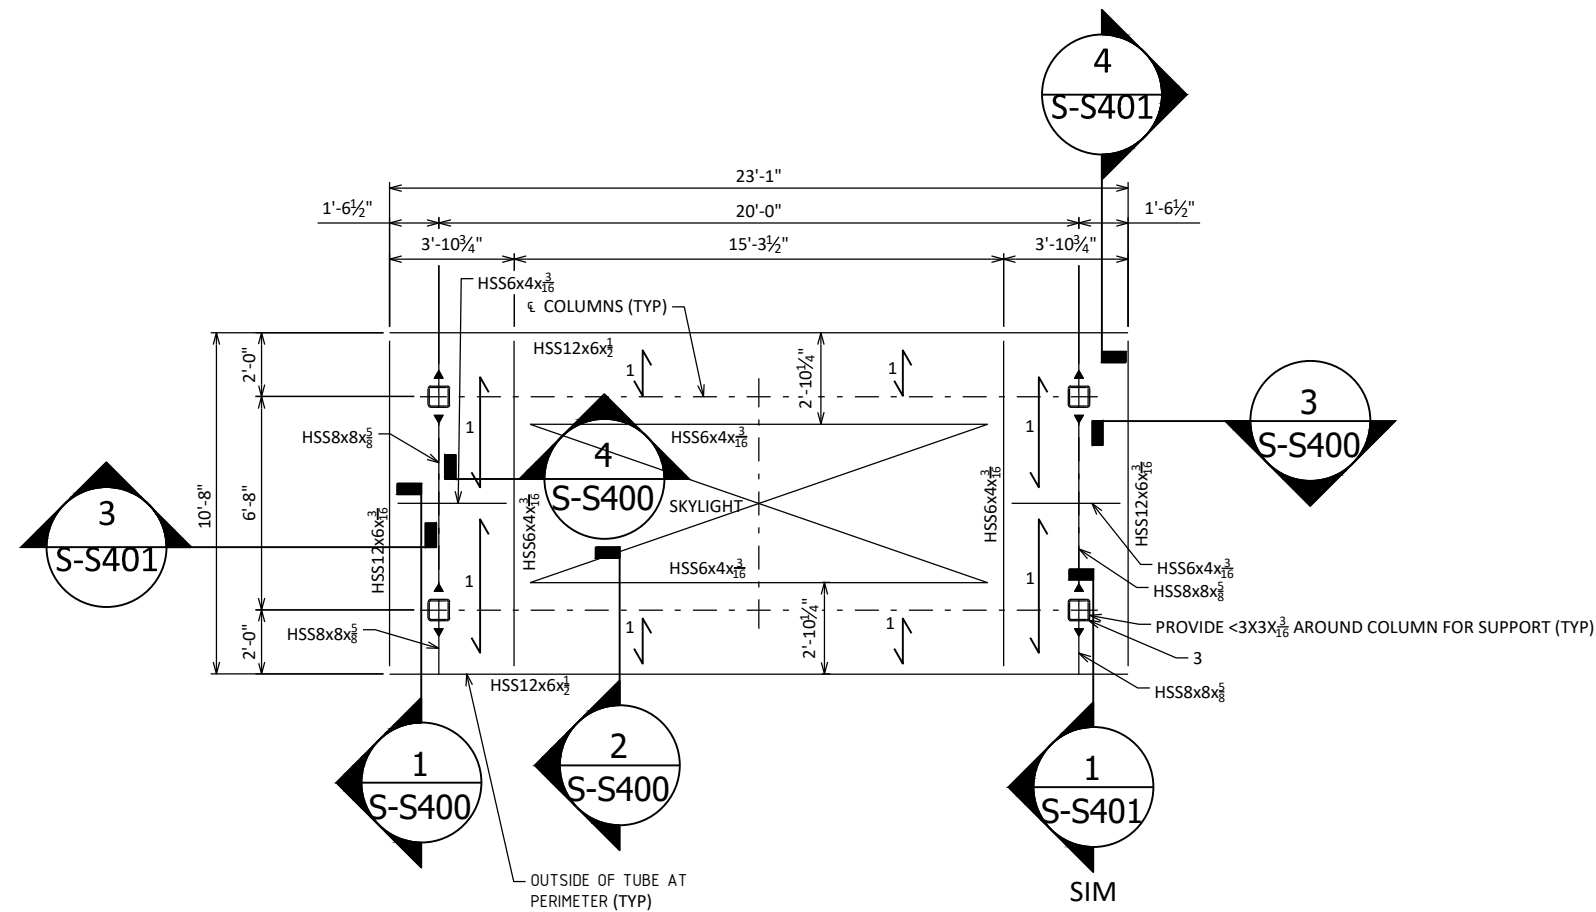 4
S-S401
23'-1"
1'-6½"
20'-0"
1'-6½"
3'-10¾"
15'-3½"
3'-10¾"
HSS6x4x3/16
℄ COLUMNS (TYP)
HSS12x6x1/2
1
1
2'-0"
2'-10¼"
3
S-S400
HSS8x8x5/8
1
4
S-S400
HSS6x4x3/16
1
3
S-S401
10'-8"
6'-8"
HSS12x6x3/16
HSS6x4x3/16
SKYLIGHT
HSS6x4x3/16
HSS12x6x3/16
HSS6x4x3/16
1
HSS6x4x3/16
1
HSS8x8x5/8
2'-0"
HSS8x8x5/8
1
2'-10¼"
1
PROVIDE <3X3X3/16 AROUND COLUMN FOR SUPPORT (TYP)
3
HSS12x6x1/2
HSS8x8x5/8
1
S-S400
2
S-S400
1
S-S401
SIM
OUTSIDE OF TUBE AT
PERIMETER (TYP)